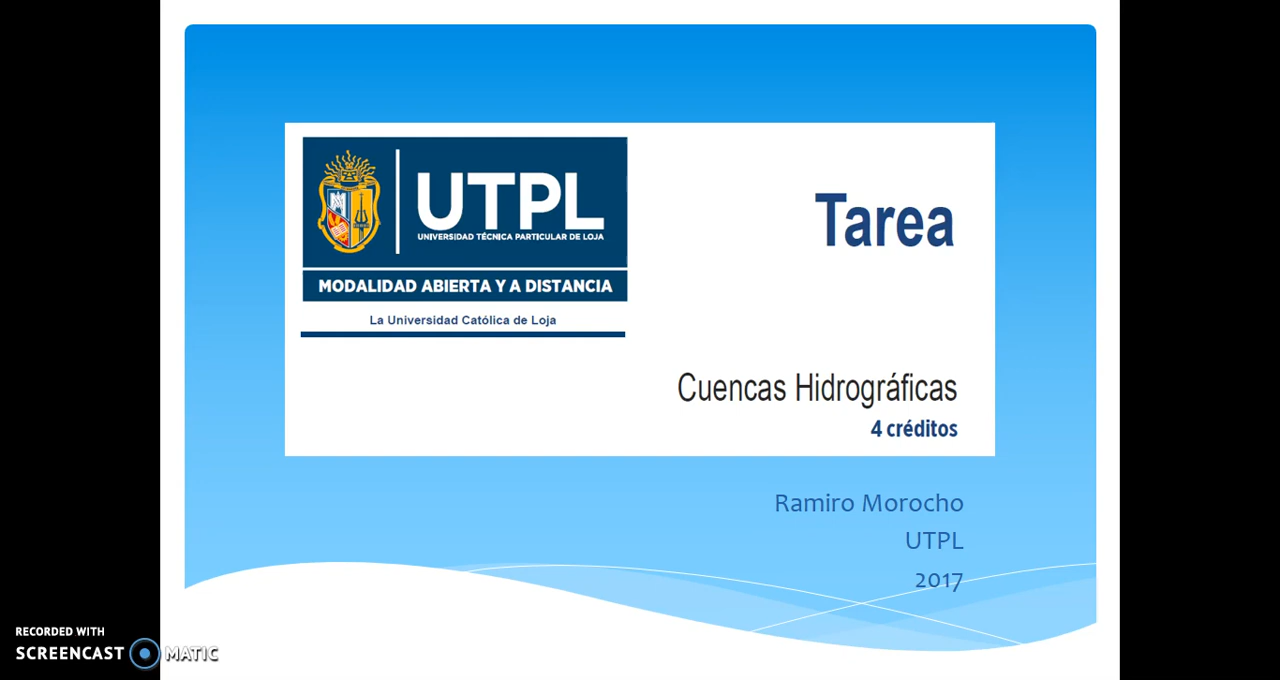 UTPL
UNIVERSIDAD TÉCNICA PARTICULAR DE LOJA
MODALIDAD ABIERTA Y A DISTANCIA
La Universidad Católica de Loja
Tarea
Cuencas Hidrográficas
4 créditos
Ramiro Morocho
UTPL
2017
RECORDED WITH
SCREENCAST MATIC